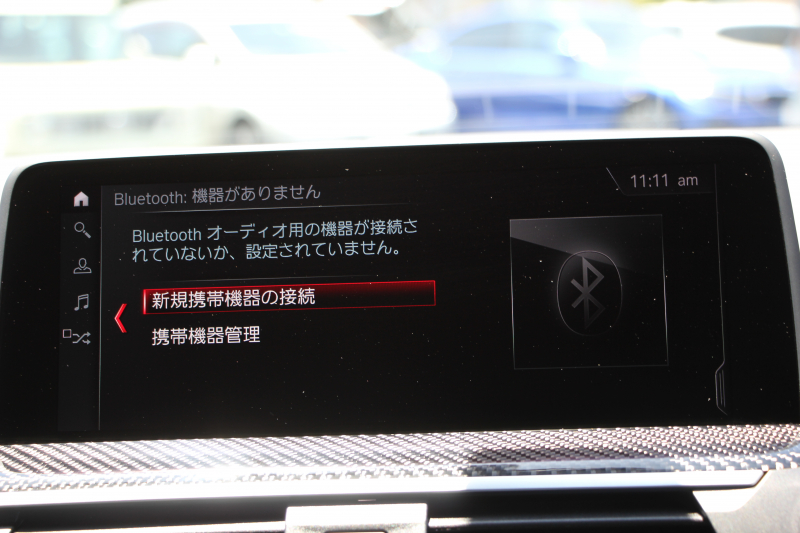 Bluetooth: 機器がありません
11:11 am
Bluetooth オーディオ用の機器が接続さ
れていないか、設定されていません。
新規携帯機器の接続
携帯機器管理